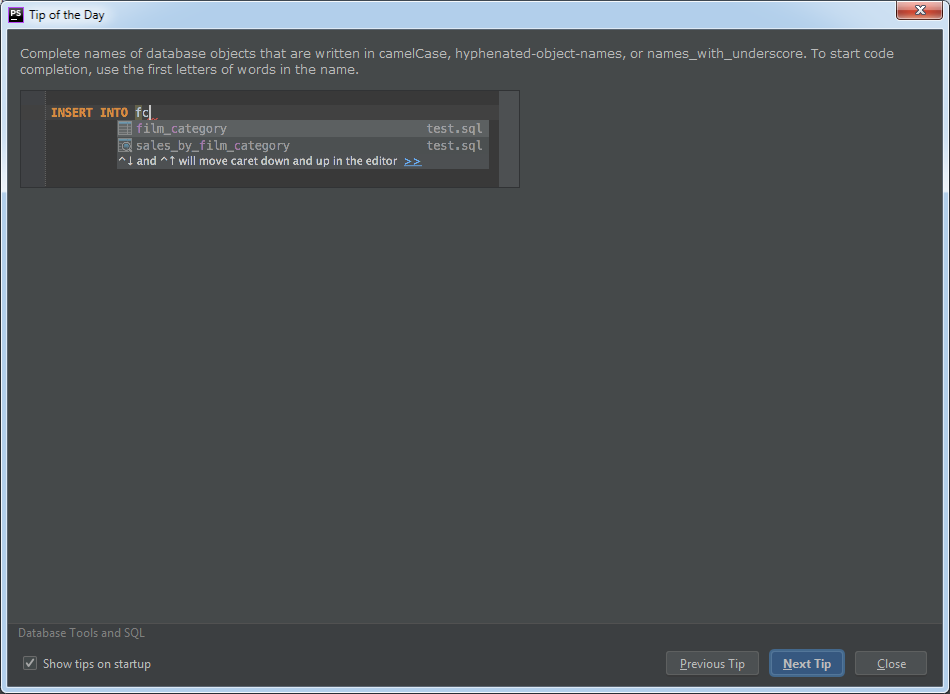 PS Tip of the Day
Complete names of database objects that are written in camelCase, hyphenated-object-names, or names_with_underscore. To start code
completion, use the first letters of words in the name.
INSERT INTO fc
film_category test.sql
sales_by_film_category test.sql
^↓ and ^↑ will move caret down and up in the editor >>
Database Tools and SQL
Show tips on startup
Previous Tip
Next Tip
Close